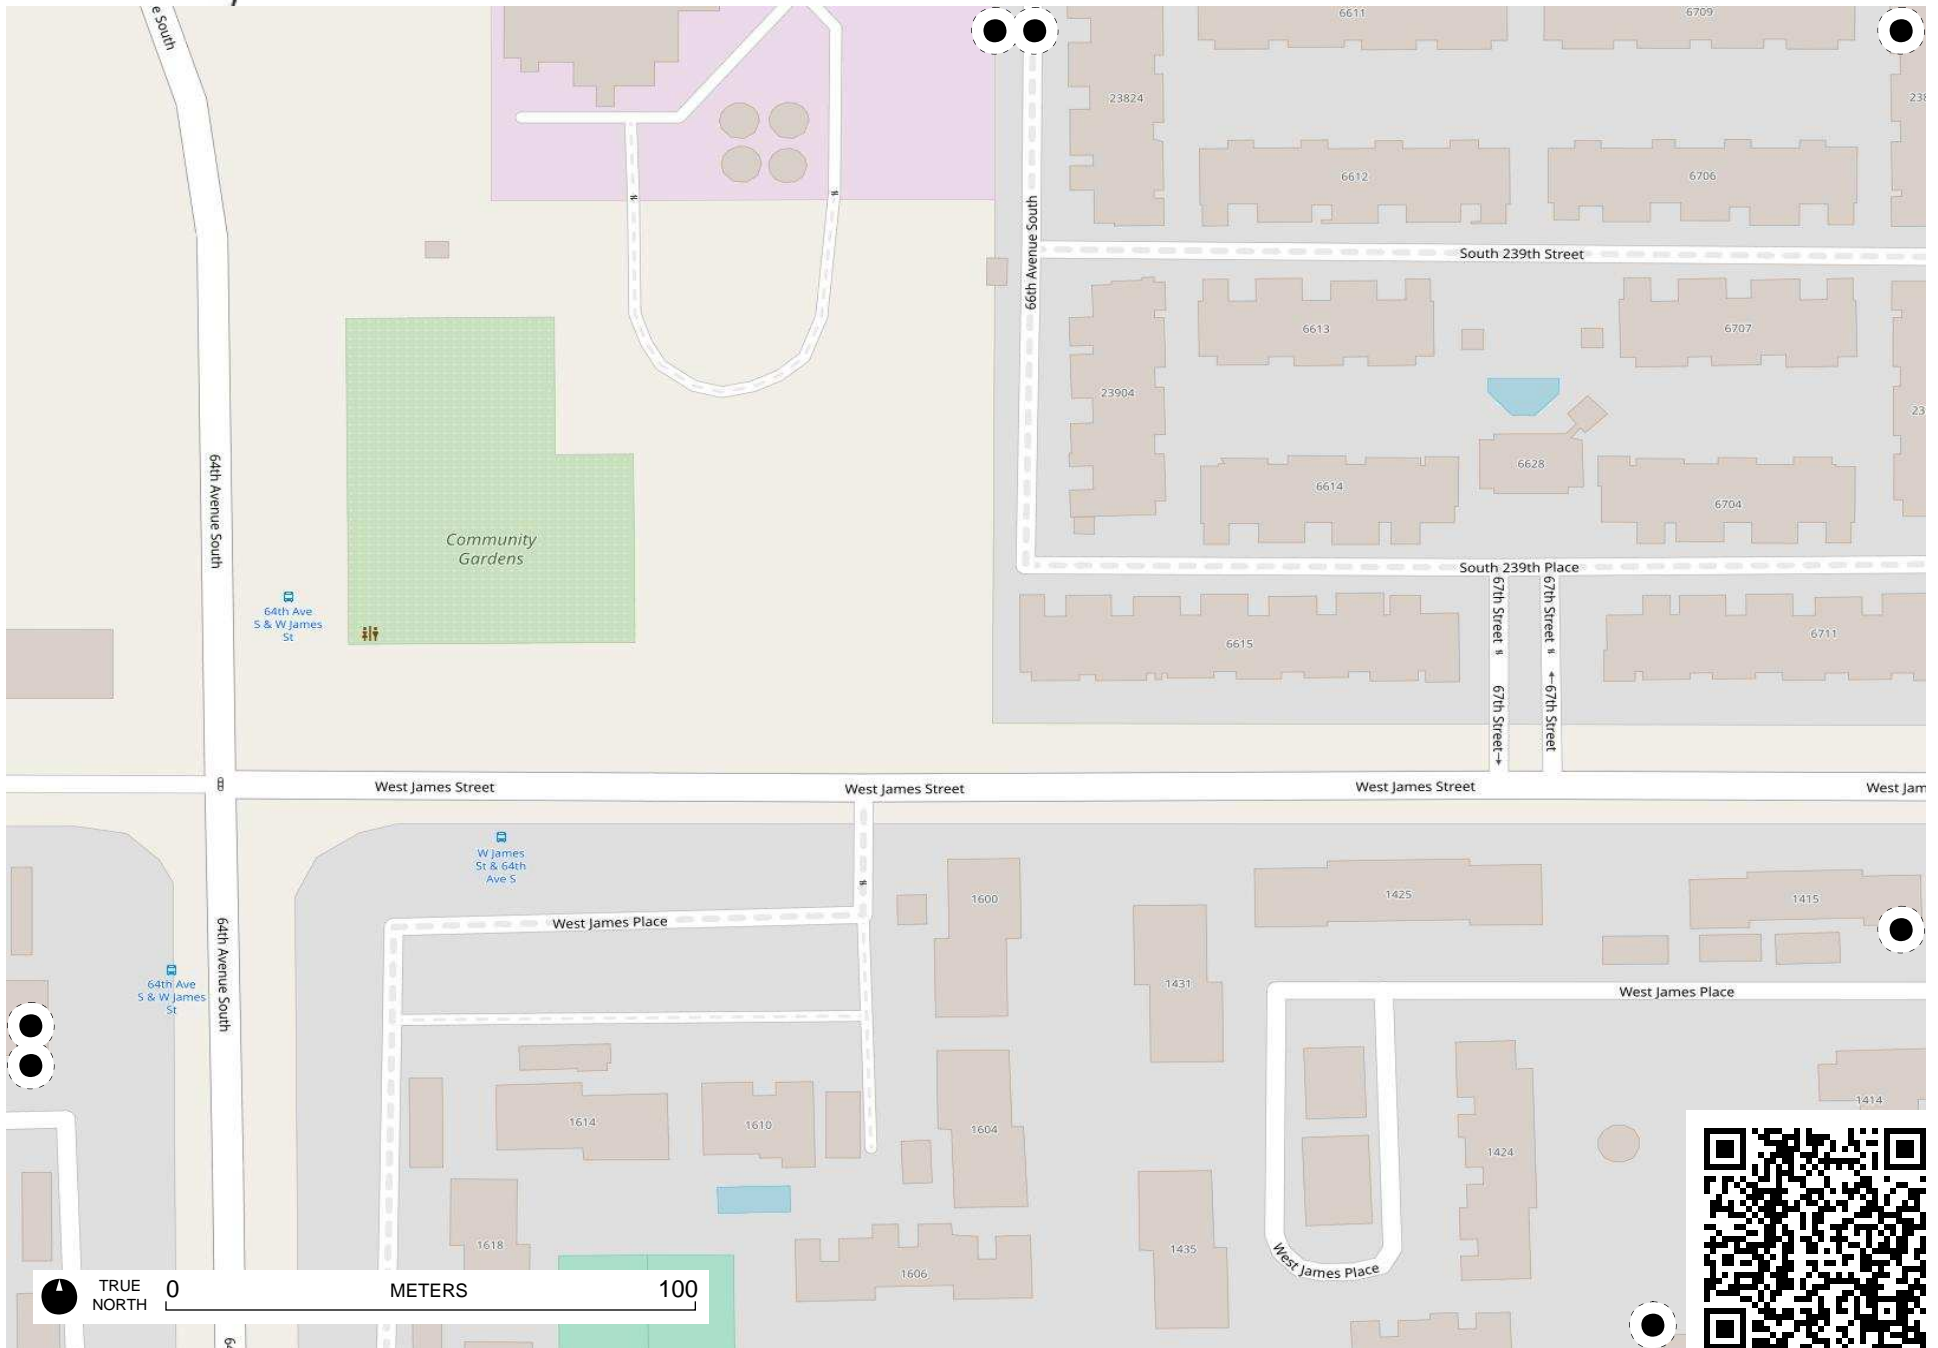 e South
6611
6709
23824
238
6612
6706
66th Avenue South
South 239th Street
6613
6707
23904
23
6628
6614
6704
64th Avenue South
Community
Gardens
South 239th Place
64th Ave
S & W James
St
67th Street
67th Street
6615
6711
67th Street
67th Street
West James Street
West James Street
West James Street
West Jam
W James
St & 64th
Ave S
1600
1425
1415
West James Place
64th Avenue South
64th Ave
S & W James
St
1431
West James Place
1414
1614
1610
1604
1424
1618
1435
1606
West James Place
TRUE
NORTH
0
METERS
100
64